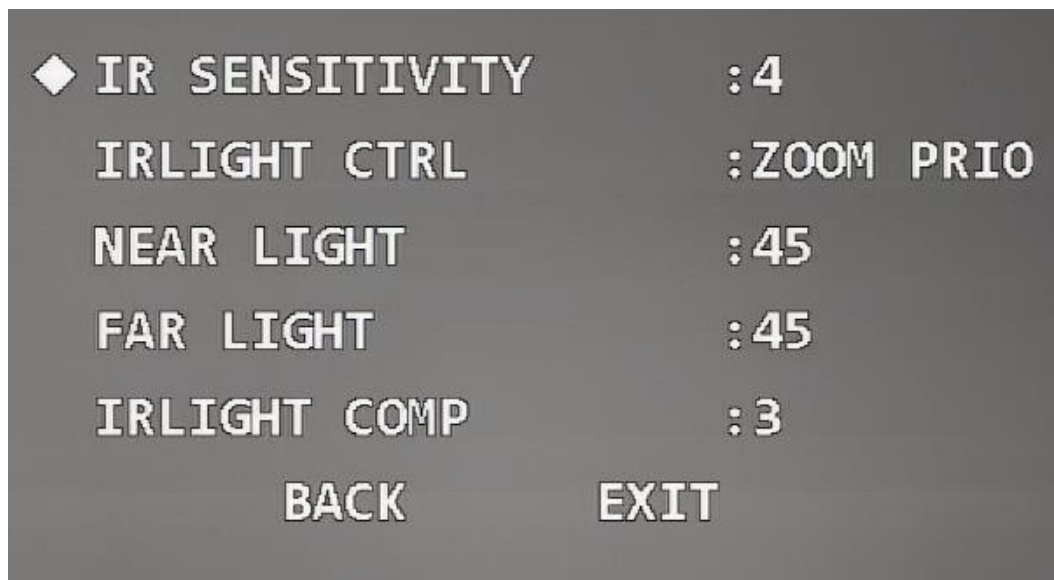 IR SENSITIVITY :4
IRLIGHT CTRL :ZOOM PRIO
NEAR LIGHT :45
FAR LIGHT :45
IRLIGHT COMP :3
BACK EXIT